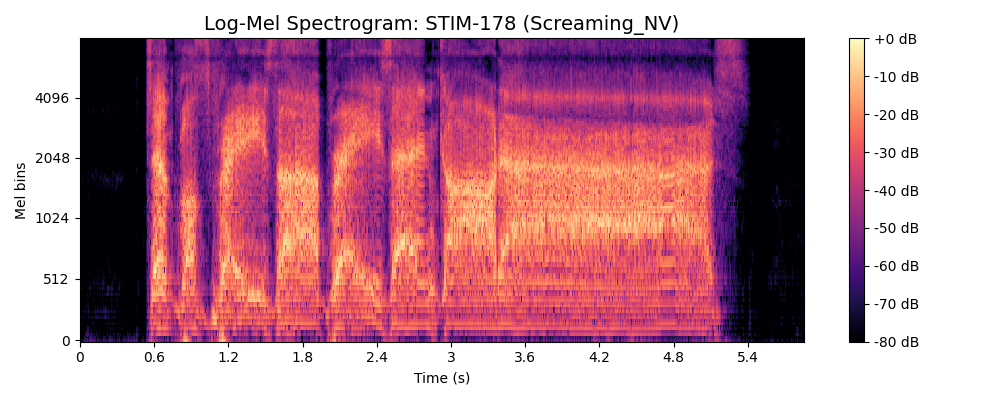 Log-Mel Spectrogram: STIM-178 (Screaming_NV)
Mel bins
4096
2048
1024
512
0
0 0.6 1.2 1.8 2.4 3 3.6 4.2 4.8 5.4
Time (s)
+0 dB
-10 dB
-20 dB
-30 dB
-40 dB
-50 dB
-60 dB
-70 dB
-80 dB